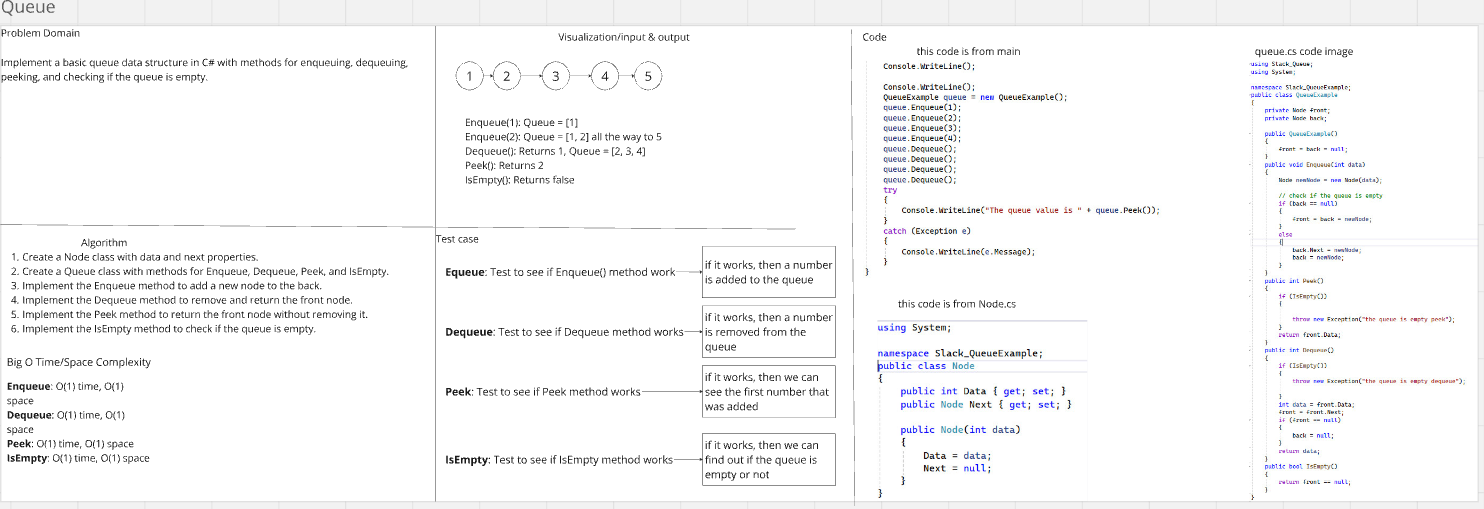 Queue
Problem Domain
Implement a basic queue data structure in C# with methods for enqueuing, dequeuing,
peeking, and checking if the queue is empty.
Visualization/input & output
1 2 3 4 5
Enqueue(1): Queue = [1]
Enqueue(2): Queue = [1, 2] all the way to 5
Dequeue(): Returns 1, Queue = [2, 3, 4]
Peek(): Returns 2
IsEmpty(): Returns false
Algorithm
1. Create a Node class with data and next properties.
2. Create a Queue class with methods for Enqueue, Dequeue, Peek, and IsEmpty.
3. Implement the Enqueue method to add a new node to the back.
4. Implement the Dequeue method to remove and return the front node.
5. Implement the Peek method to return the front node without removing it.
6. Implement the IsEmpty method to check if the queue is empty.
Big O Time/Space Complexity
Enqueue: O(1) time, O(1)
space
Dequeue: O(1) time, O(1)
space
Peek: O(1) time, O(1) space
IsEmpty: O(1) time, O(1) space
Test case
Equeue: Test to see if Enqueue() method work
if it works, then a number
is added to the queue
Dequeue: Test to see if Dequeue method works
if it works, then a number
is removed from the
queue
Peek: Test to see if Peek method works
if it works, then we can
see the first number that
was added
IsEmpty: Test to see if IsEmpty method works
if it works, then we can
find out if the queue is
empty or not
Code
this code is from main
Console.WriteLine();
Console.WriteLine();
QueueExample queue = new QueueExample();
queue.Enqueue(1);
queue.Enqueue(2);
queue.Enqueue(3);
queue.Enqueue(4);
queue.Dequeue();
queue.Dequeue();
queue.Dequeue();
queue.Dequeue();
try
{
Console.WriteLine("The queue value is " + queue.Peek());
}
catch (Exception e)
{
Console.WriteLine(e.Message);
}
}
this code is from Node.cs
using System;
namespace Slack_QueueExample;
public class Node
{
public int Data { get; set; }
public Node Next { get; set; }
public Node(int data)
{
Data = data;
Next = null;
}
}
queue.cs code image
using Slack_Queue;
using System;
namespace Slack_QueueExample;
public class QueueExample
{
private Node front;
private Node back;
public QueueExample()
{
front = back = null;
}
public void Enqueue(int data)
{
Node newNode = new Node(data);
// check if the queue is empty
if (back == null)
{
front = back = newNode;
}
else
{
back.Next = newNode;
back = newNode;
}
}
public int Peek()
{
if (IsEmpty())
{
throw new Exception("the queue is empty peek");
}
return front.Data;
}
public int Dequeue()
{
if (IsEmpty())
{
throw new Exception("the queue is empty dequeue");
}
int data = front.Data;
front = front.Next;
if (front == null)
{
back = null;
}
return data;
}
public bool IsEmpty()
{
return front == null;
}
}